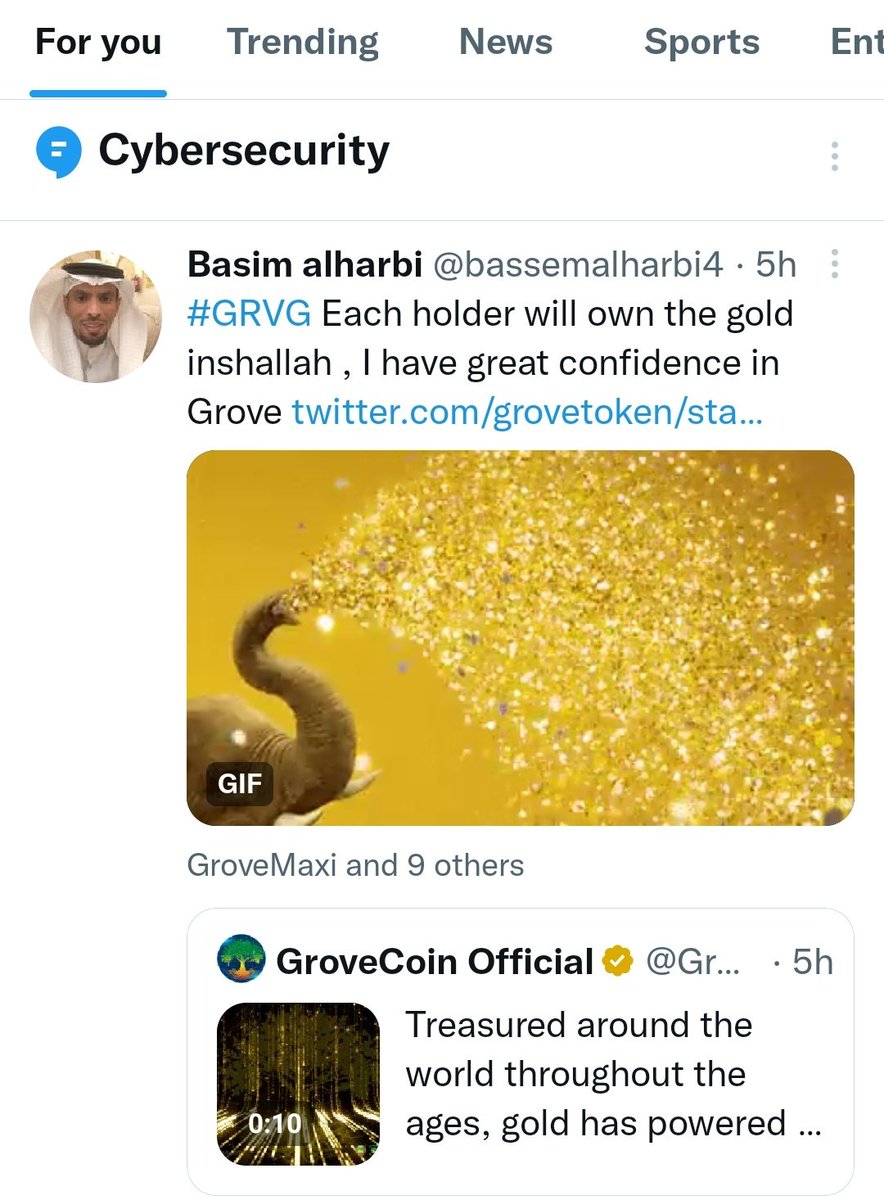 For you Trending News Sports Ent
Cybersecurity
Basim alharbi @bassemalharbi4 · 5h
#GRVG Each holder will own the gold
inshallah , I have great confidence in
Grove twitter.com/grovetoken/sta...
GIF
GroveMaxi and 9 others
GroveCoin Official @Gr... · 5h
Treasured around the
world throughout the
ages, gold has powered ...
0:10